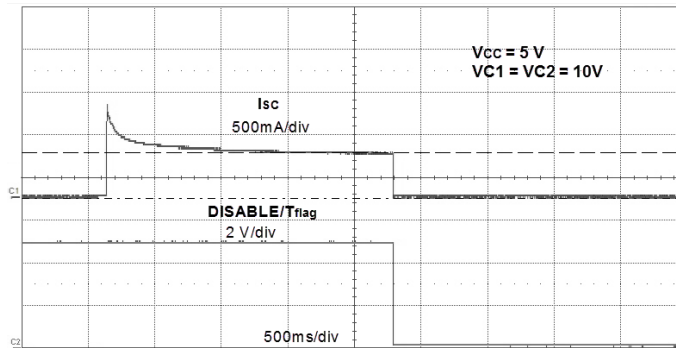 Vcc = 5 V
VC1 = VC2 = 10V
Isc
500mA/div
C1
DISABLE/Tflag
2 V/div
500ms/div
C2